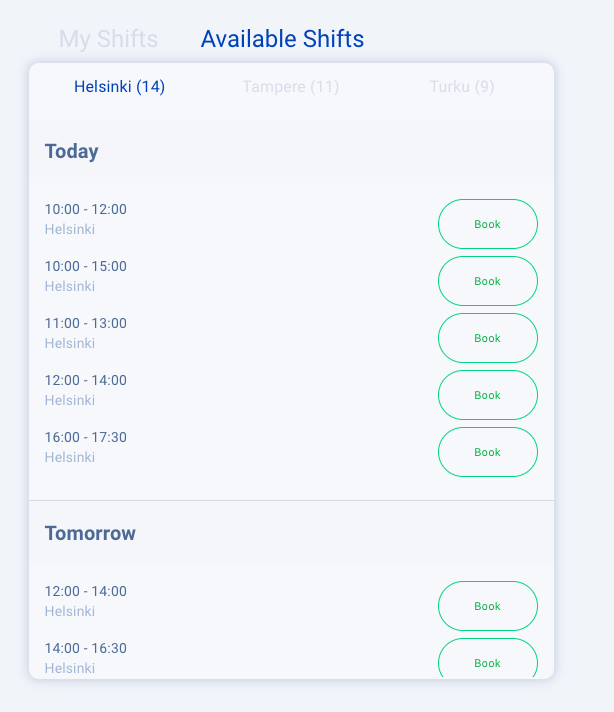 My Shifts Available Shifts
Helsinki (14) Tampere (11) Turku (9)
Today
10:00 - 12:00
Helsinki
Book
10:00 - 15:00
Helsinki
Book
11:00 - 13:00
Helsinki
Book
12:00 - 14:00
Helsinki
Book
16:00 - 17:30
Helsinki
Book
Tomorrow
12:00 - 14:00
Helsinki
Book
14:00 - 16:30
Helsinki
Book